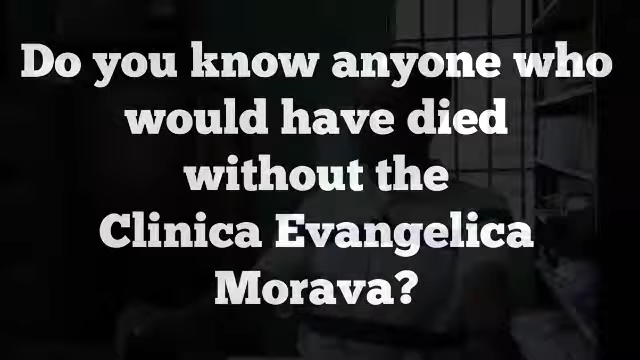 Do you know anyone who
would have died
without the
Clinica Evangelica
Morava?